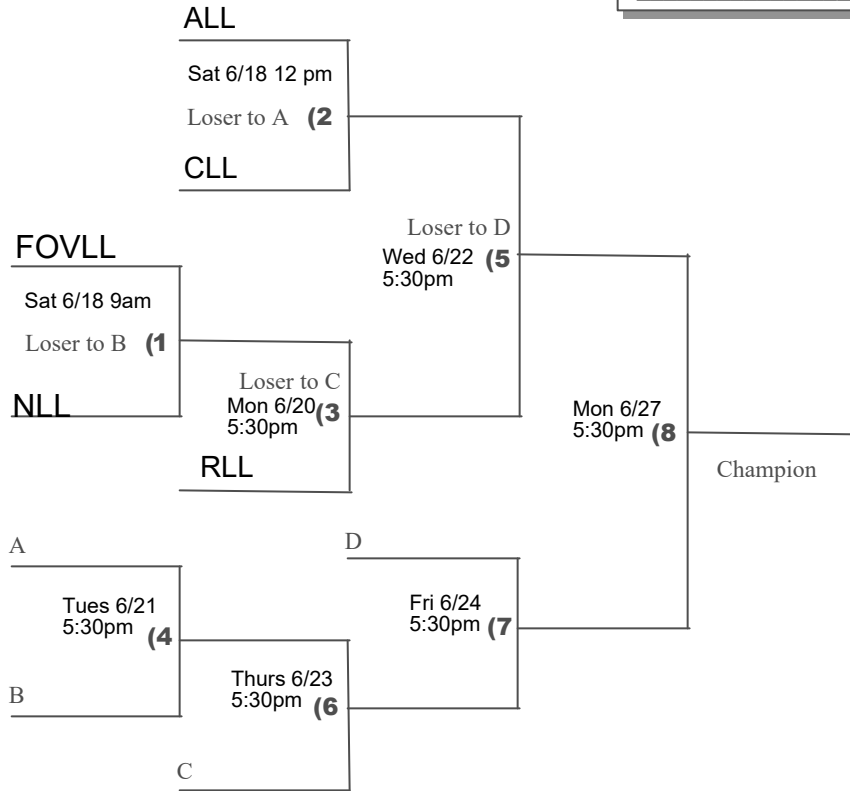 ALL
Sat 6/18 12 pm
Loser to A (2
CLL
Loser to D
Wed 6/22 (5
5:30pm
FOVLL
Sat 6/18 9am
Loser to B (1
NLL
Loser to C
Mon 6/20 (3
5:30pm
RLL
Mon 6/27
5:30pm (8
Champion
A
Tues 6/21
5:30pm (4
B
Thurs 6/23
5:30pm (6
C
D
Fri 6/24
5:30pm (7